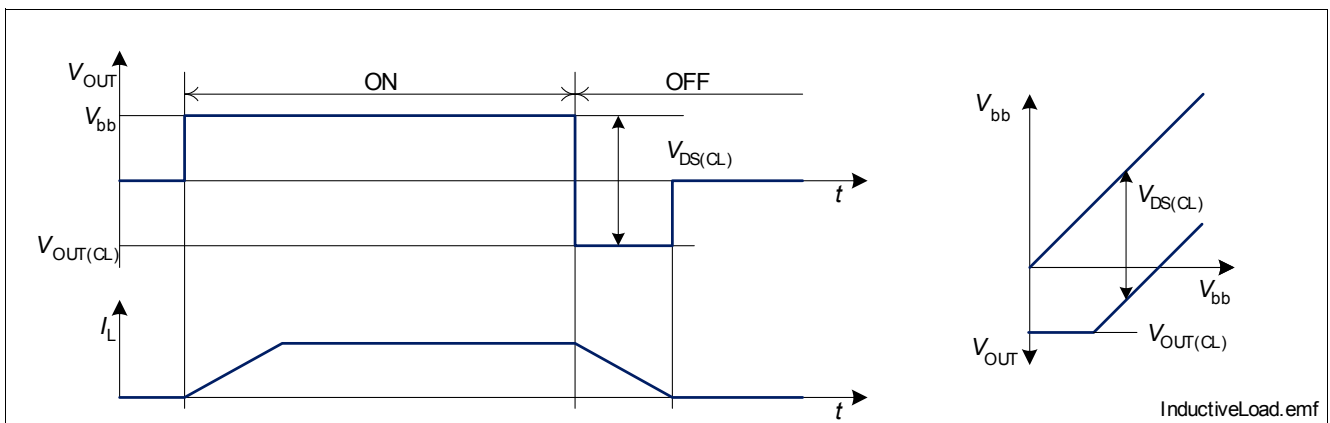 V_OUT
ON
OFF
V_bb
V_DS(CL)
t
V_OUT(CL)
I_L
t
V_bb
V_DS(CL)
V_bb
V_OUT
V_OUT(CL)
InductiveLoad.emf